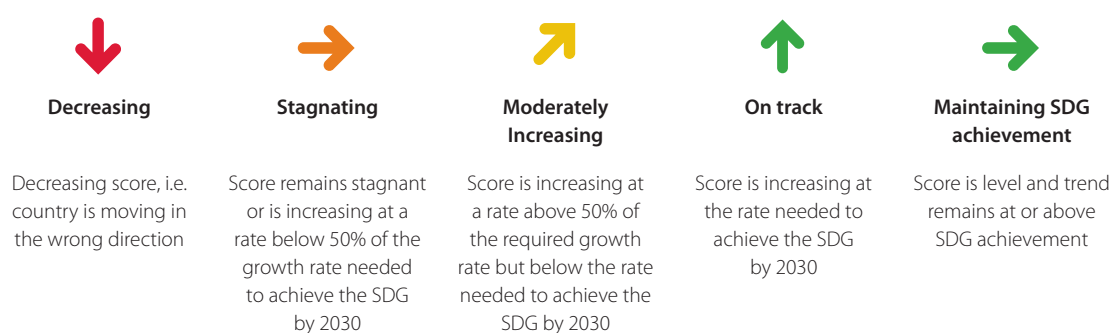 Decreasing
Decreasing score, i.e.
country is moving in
the wrong direction
Stagnating
Score remains stagnant
or is increasing at a
rate below 50% of the
growth rate needed
to achieve the SDG
by 2030
Moderately
Increasing
Score is increasing at
a rate above 50% of
the required growth
rate but below the rate
needed to achieve the
SDG by 2030
On track
Score is increasing at
the rate needed to
achieve the SDG
by 2030
Maintaining SDG
achievement
Score is level and trend
remains at or above
SDG achievement